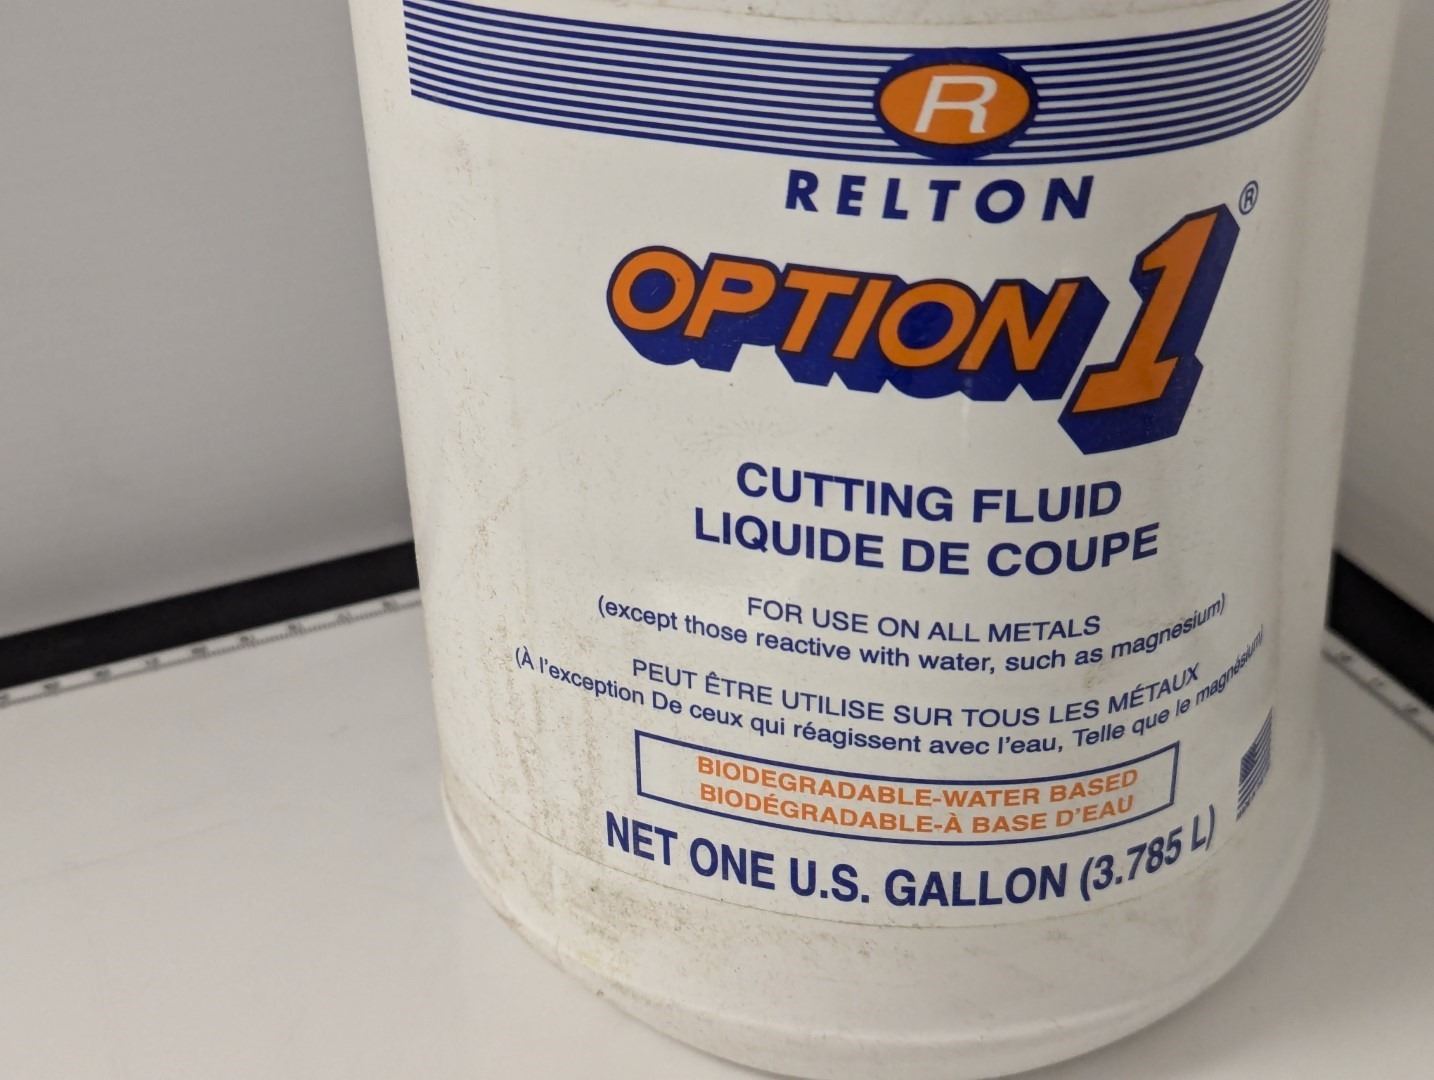 R
RELTON
OPTION 1®
CUTTING FLUID
LIQUIDE DE COUPE
FOR USE ON ALL METALS
(except those reactive with water, such as magnesium)
PEUT ÊTRE UTILISE SUR TOUS LES MÉTAUX
(À l'exception De ceux qui réagissent avec l'eau, Telle que le magnésium)
BIODEGRADABLE-WATER BASED
BIODÉGRADABLE-À BASE D'EAU
NET ONE U.S. GALLON (3.785 L)